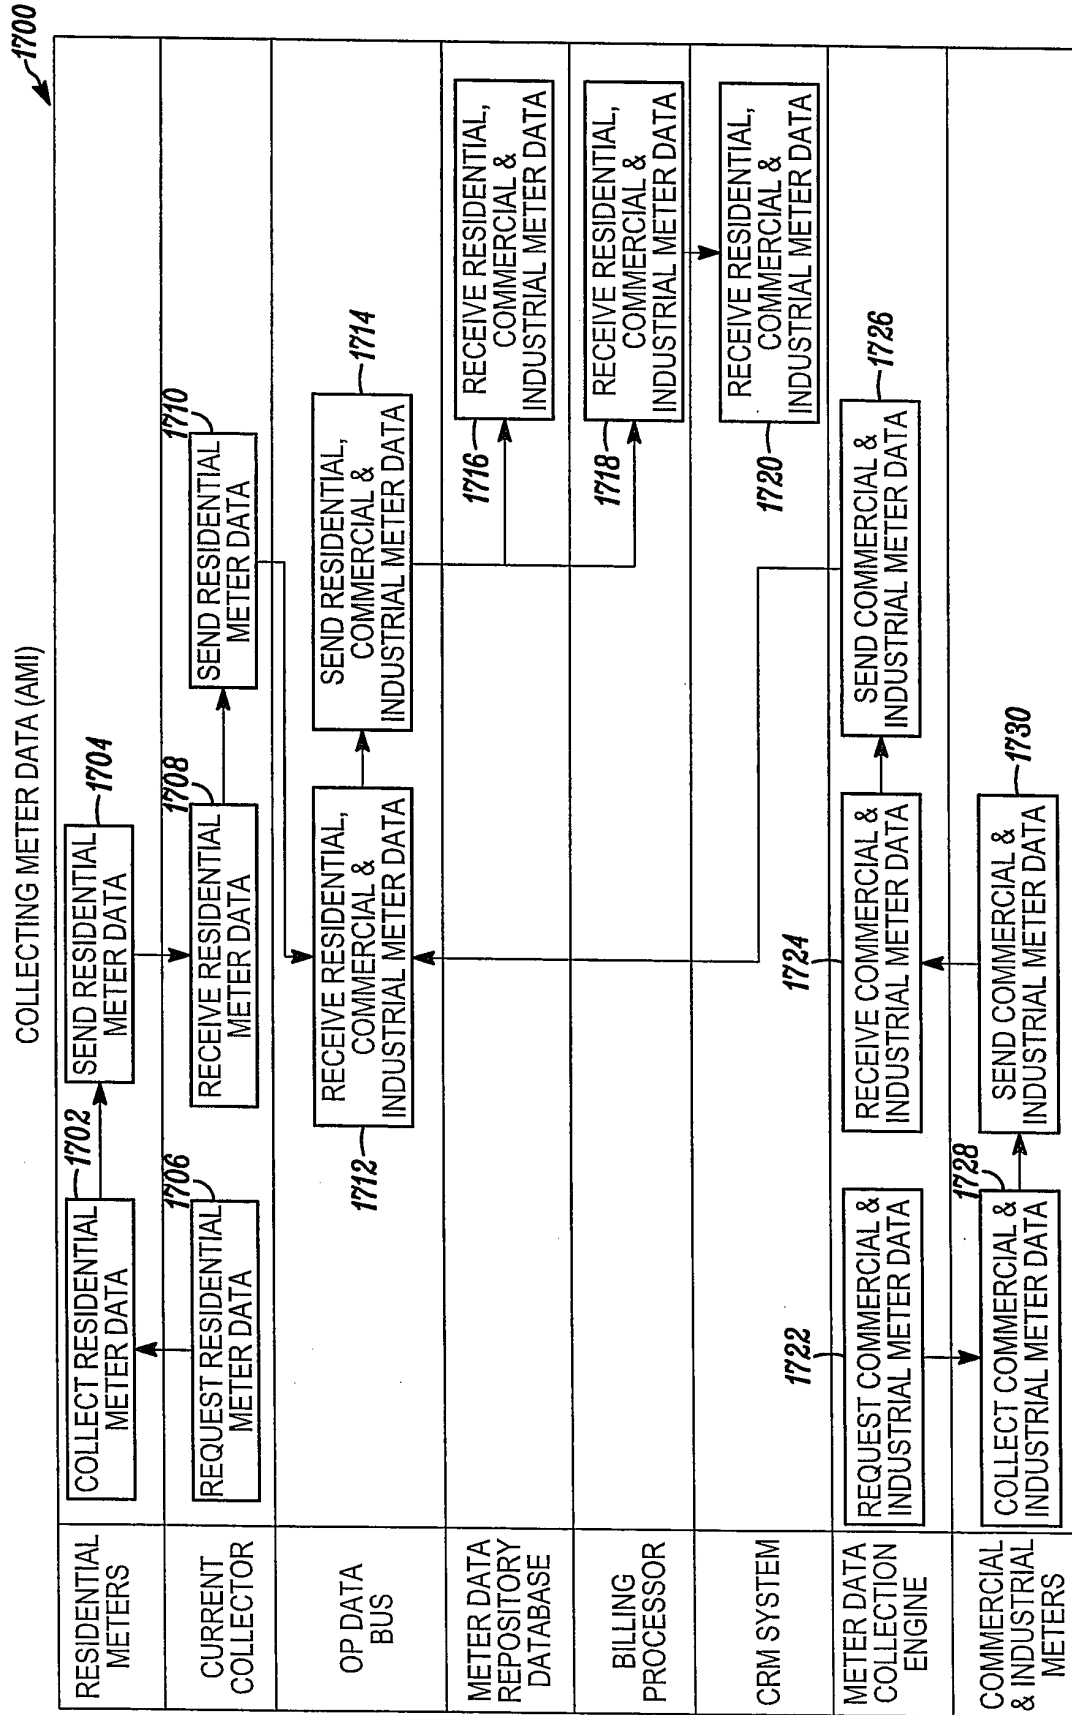 COLLECTING METER DATA (AMI)
1700
RESIDENTIAL
METERS
COLLECT RESIDENTIAL
METER DATA
1702
SEND RESIDENTIAL
METER DATA
1704
CURRENT
COLLECTOR
REQUEST RESIDENTIAL
METER DATA
1706
RECEIVE RESIDENTIAL
METER DATA
1708
SEND RESIDENTIAL
METER DATA
1710
OP DATA
BUS
RECEIVE RESIDENTIAL,
COMMERCIAL &
INDUSTRIAL METER DATA
1712
SEND RESIDENTIAL,
COMMERCIAL &
INDUSTRIAL METER DATA
1714
METER DATA
REPOSITORY
DATABASE
1716
RECEIVE RESIDENTIAL,
COMMERCIAL &
INDUSTRIAL METER DATA
BILLING
PROCESSOR
1718
RECEIVE RESIDENTIAL,
COMMERCIAL &
INDUSTRIAL METER DATA
CRM SYSTEM
1720
RECEIVE RESIDENTIAL,
COMMERCIAL &
INDUSTRIAL METER DATA
METER DATA
COLLECTION
ENGINE
1722
REQUEST COMMERCIAL &
INDUSTRIAL METER DATA
1724
RECEIVE COMMERCIAL &
INDUSTRIAL METER DATA
1726
SEND COMMERCIAL &
INDUSTRIAL METER DATA
COMMERCIAL
& INDUSTRIAL
METERS
1728
COLLECT COMMERCIAL &
INDUSTRIAL METER DATA
1730
SEND COMMERCIAL &
INDUSTRIAL METER DATA